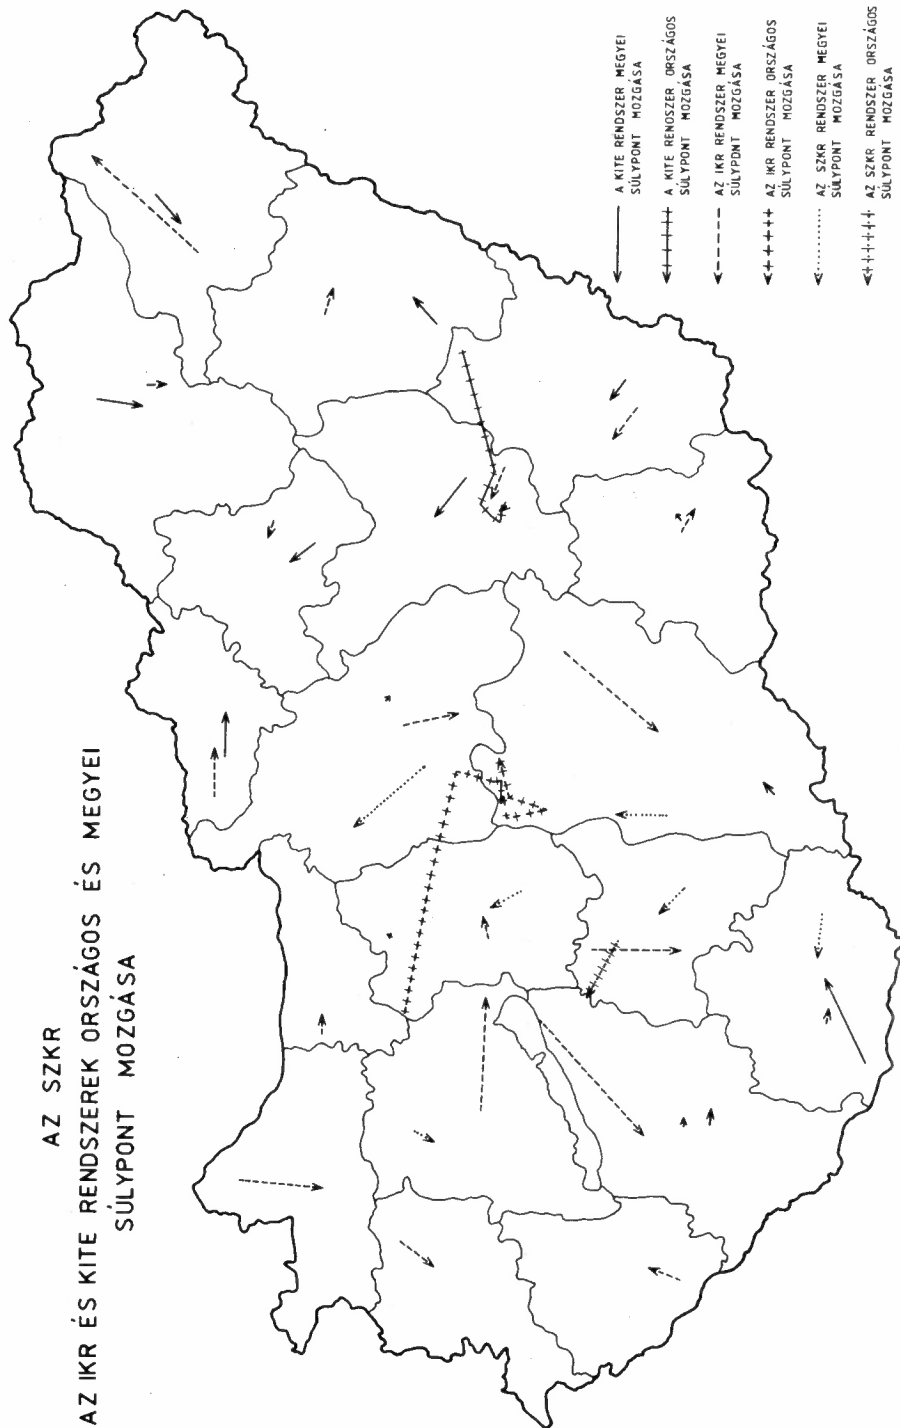 AZ SZKR
AZ IKR ÉS KITE RENDSZEREK ORSZÁGOS ÉS MEGYEI
SÚLYPONT MOZGÁSA
A KITE RENDSZER MEGYEI
SÚLYPONT MOZGÁSA
A KITE RENDSZER ORSZÁGOS
SÚLYPONT MOZGÁSA
AZ IKR RENDSZER MEGYEI
SÚLYPONT MOZGÁSA
AZ IKR RENDSZER ORSZÁGOS
SÚLYPONT MOZGÁSA
AZ SZKR RENDSZER MEGYEI
SÚLYPONT MOZGÁSA
AZ SZKR RENDSZER ORSZÁGOS
SÚLYPONT MOZGÁSA